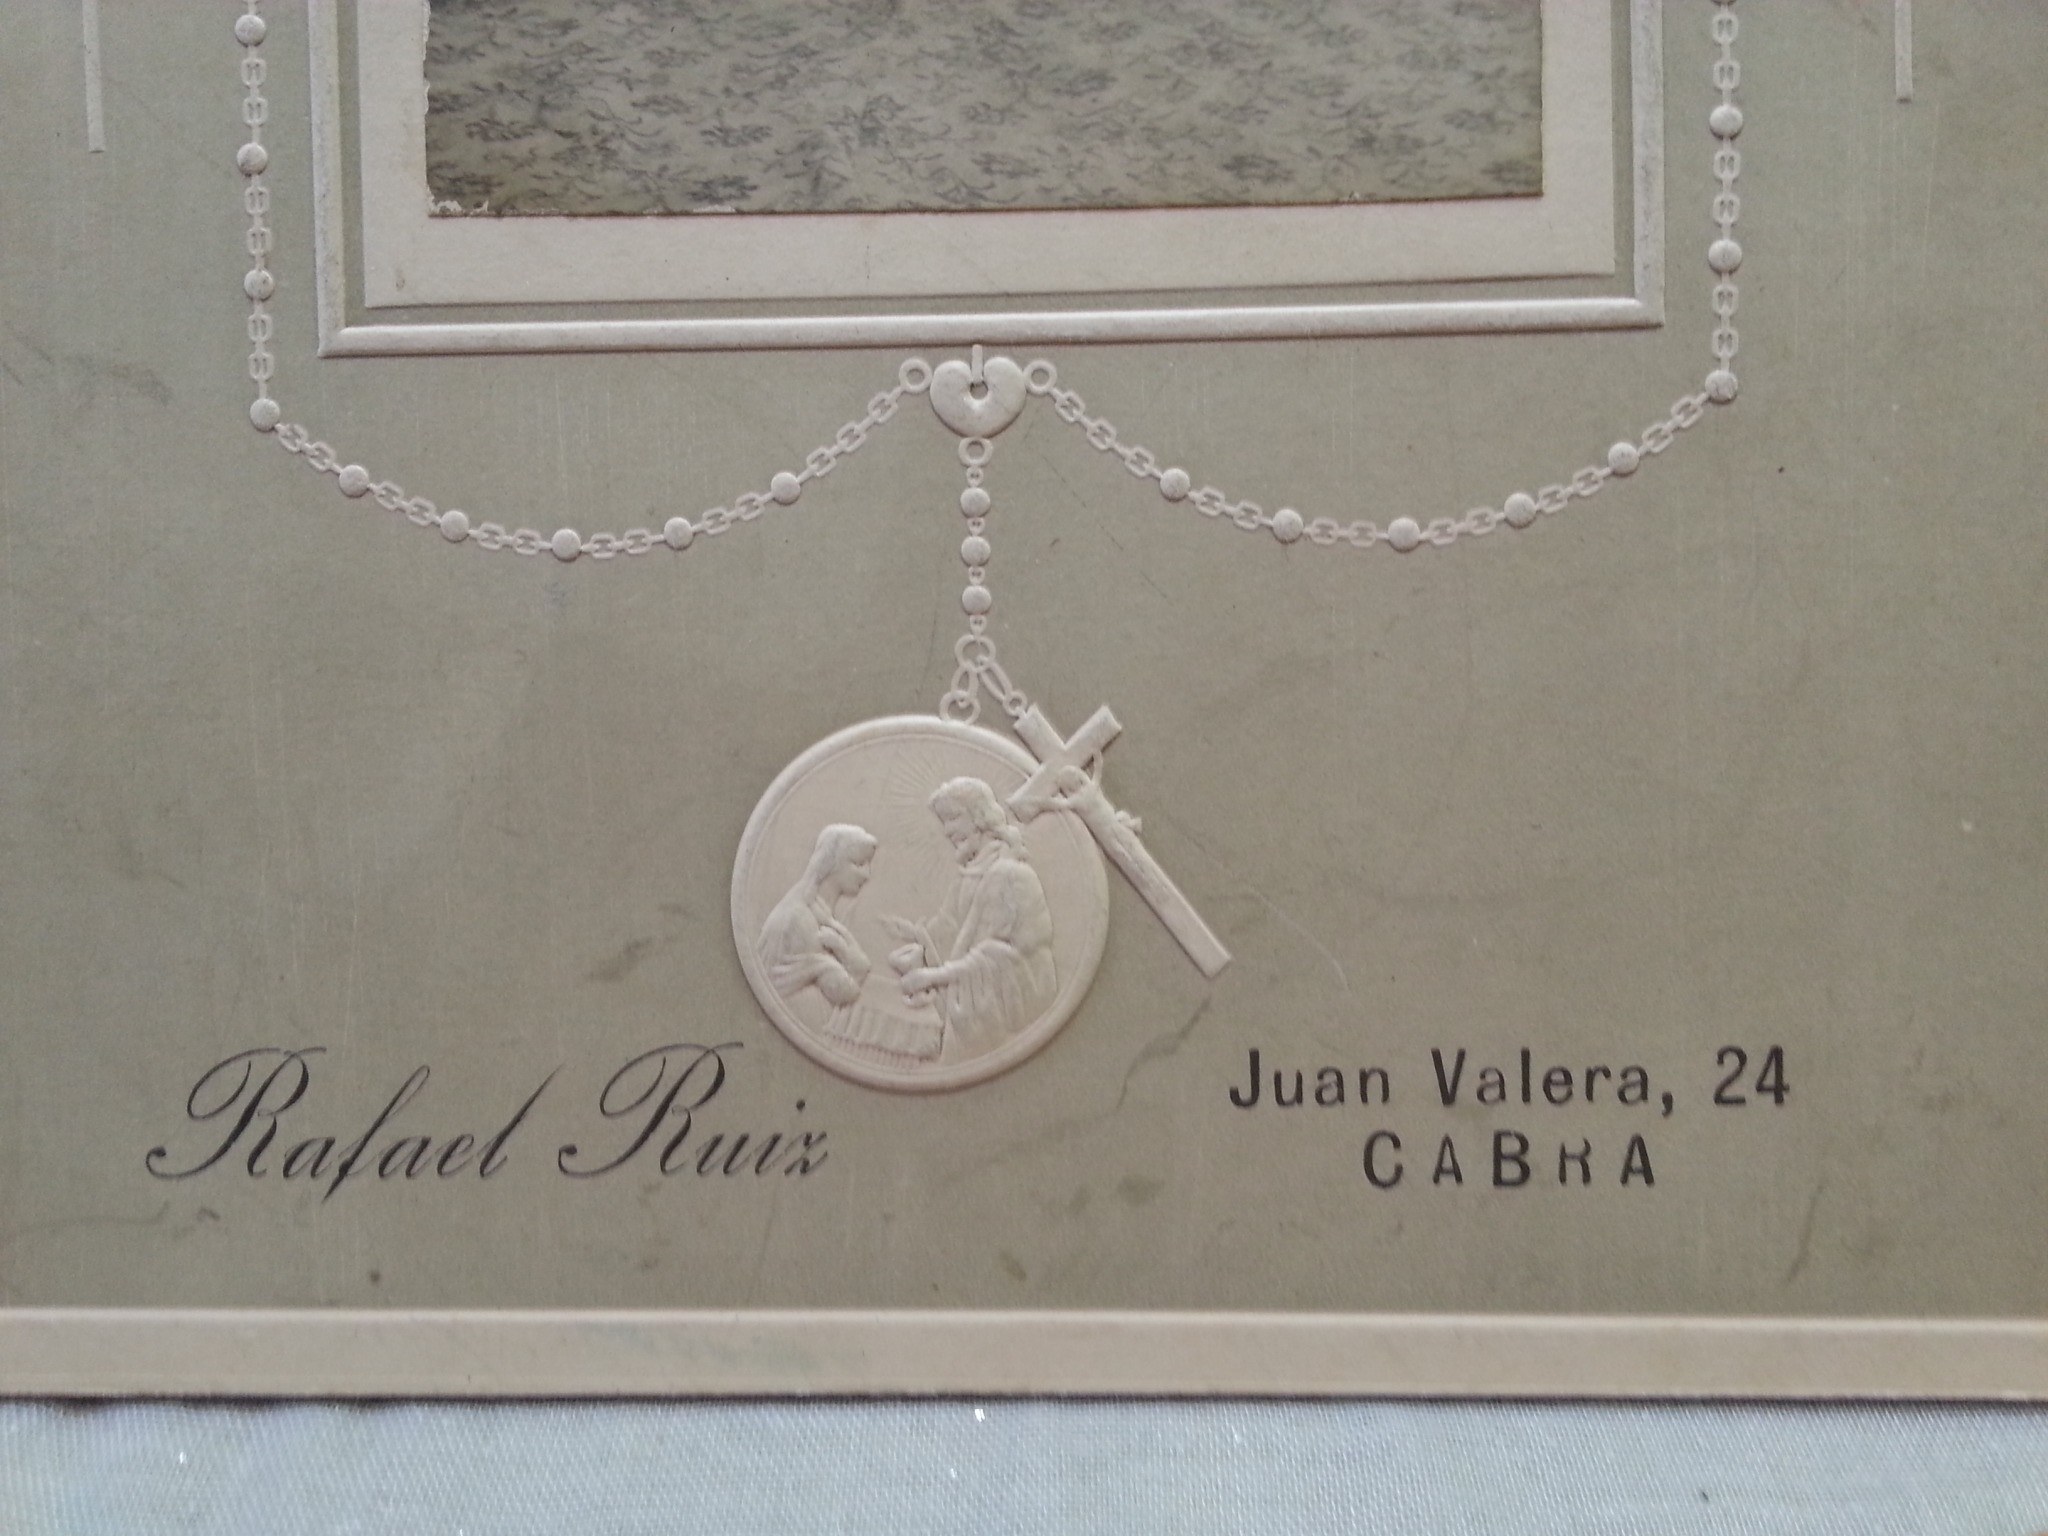 Rafael Ruiz
Juan Valera, 24
CABRA